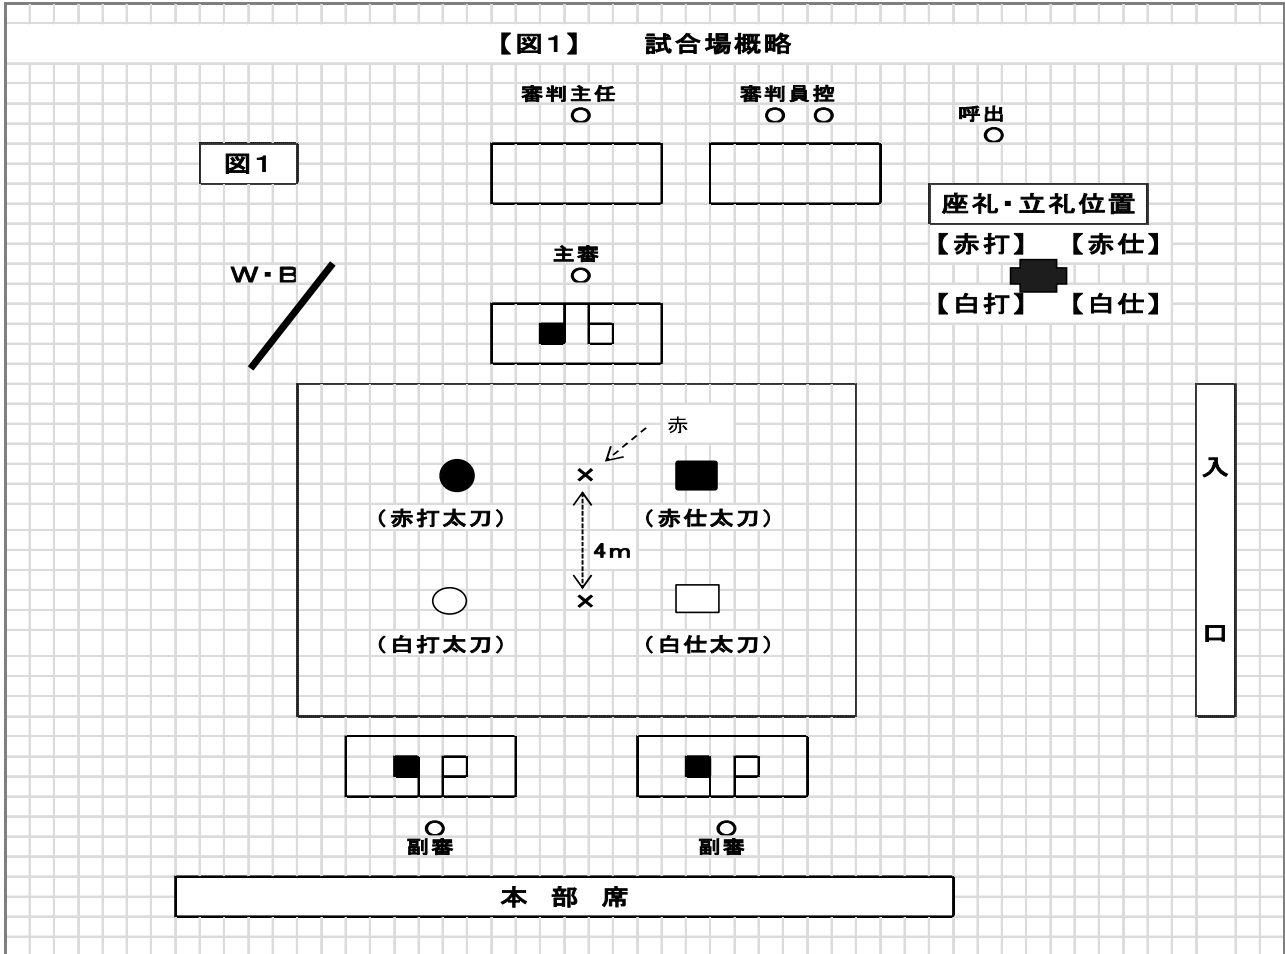 【図１】　　試合場概略
審判主任
審判員控
呼出
図１
座礼・立礼位置
【赤打】　【赤仕】
【白打】　【白仕】
主審
Ｗ・Ｂ
赤
（赤打太刀）
（赤仕太刀）
4m
（白打太刀）
（白仕太刀）
入口
副審
副審
本　部　席